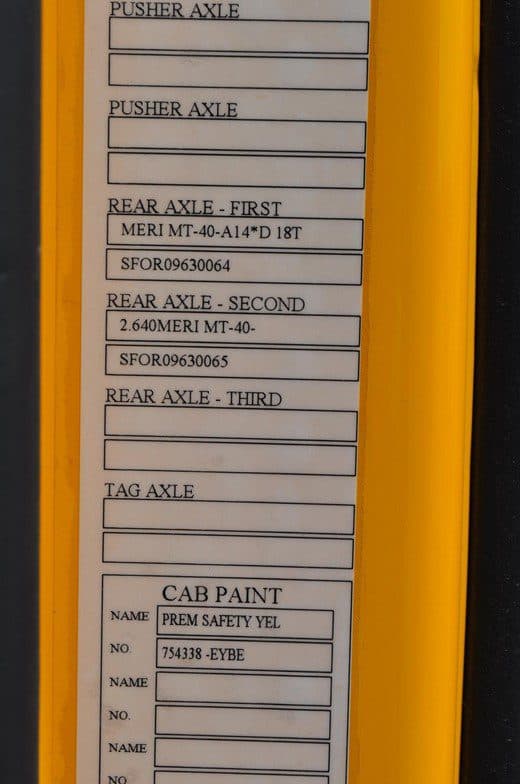 PUSHER AXLE
PUSHER AXLE
REAR AXLE - FIRST
MERI MT-40-A14*D 18T
SFOR09630064
REAR AXLE - SECOND
2.640MERI MT-40-
SFOR09630065
REAR AXLE - THIRD
TAG AXLE
CAB PAINT
NAME PREM SAFETY YEL
NO. 754338 -EYBE
NAME
NO.
NAME
NO